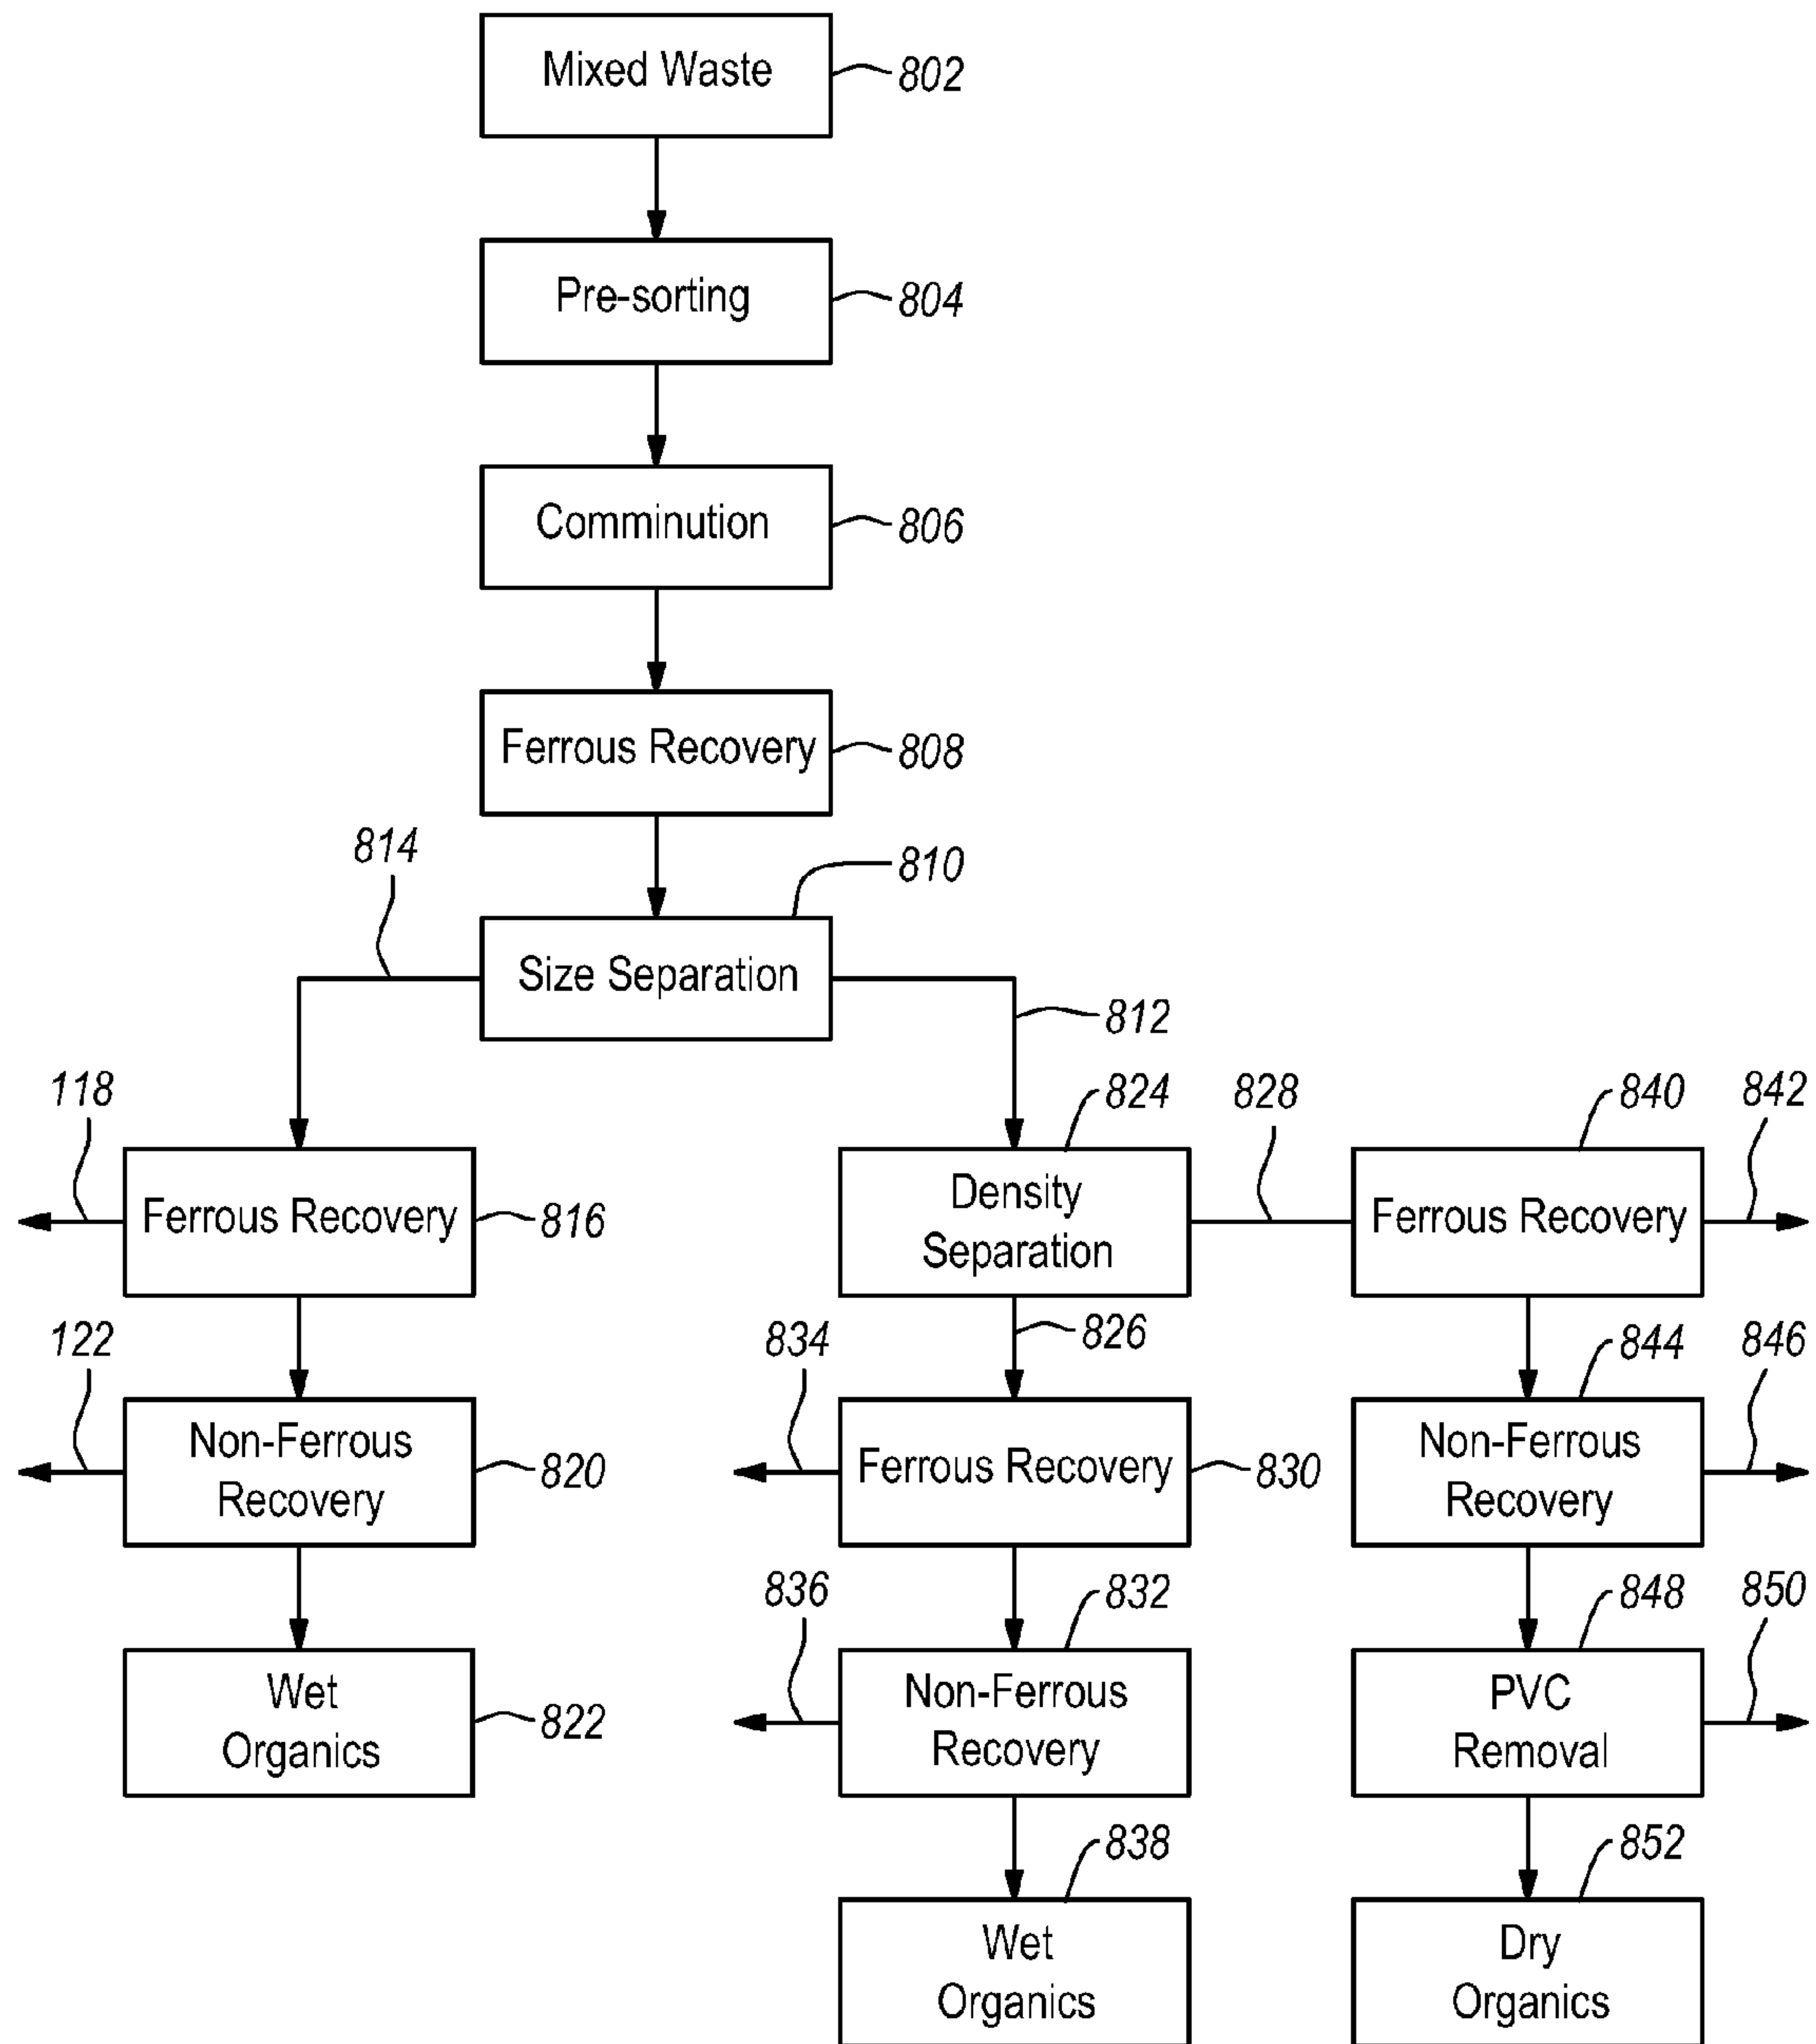 Mixed Waste
802
Pre-sorting
804
Comminution
806
Ferrous Recovery
808
814
810
Size Separation
812
118
824
828
840
842
Ferrous Recovery
816
Density
Separation
Ferrous Recovery
122
834
826
844
846
Non-Ferrous
Recovery
820
Ferrous Recovery
830
Non-Ferrous
Recovery
836
832
848
850
Wet
Organics
822
Non-Ferrous
Recovery
PVC
Removal
838
852
Wet
Organics
Dry
Organics